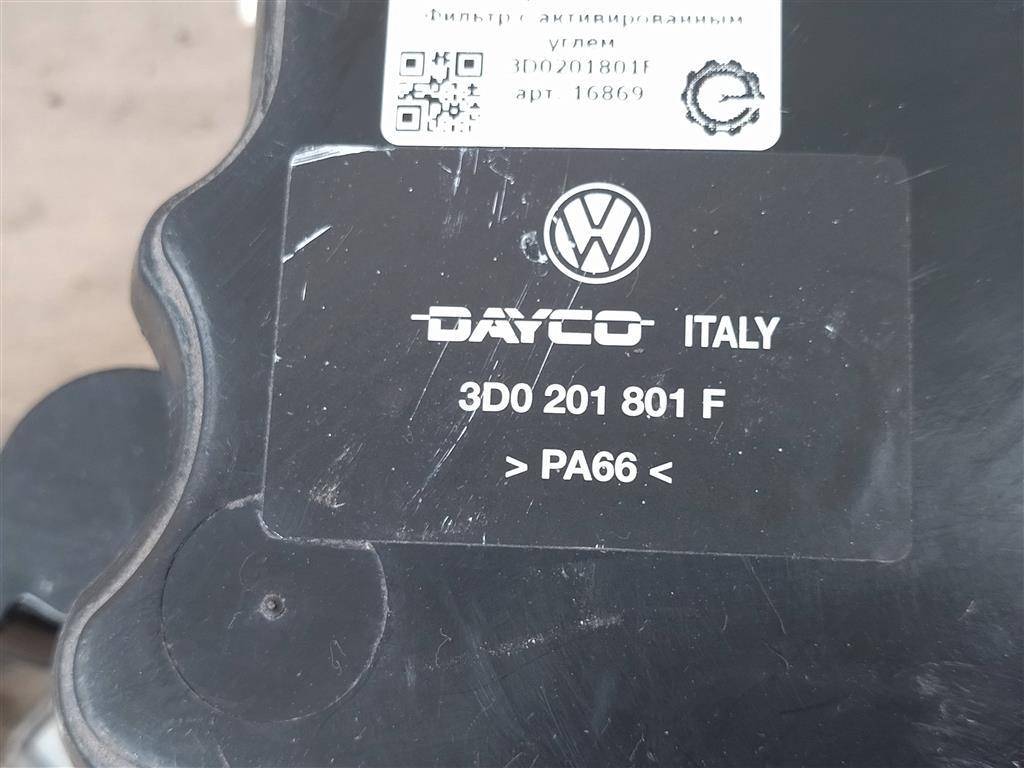 Фильтр с активированным
углем
3D0201801F
арт. 16869
DAYCO ITALY
3D0 201 801 F
> PA66 <